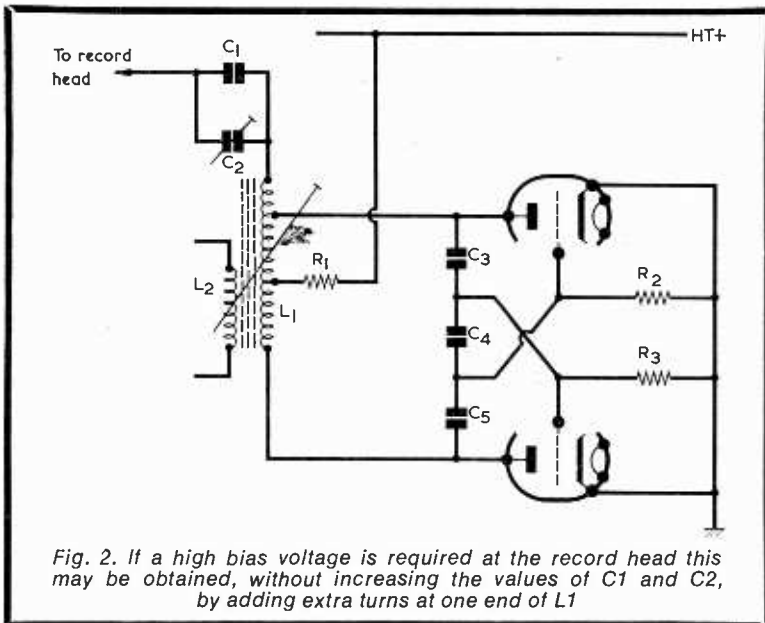 To record
head
C1
HT+
C2
C3
R1
R2
L2
L1
C4
R3
C5
Fig. 2. If a high bias voltage is required at the record head this
may be obtained, without increasing the values of C1 and C2,
by adding extra turns at one end of L1